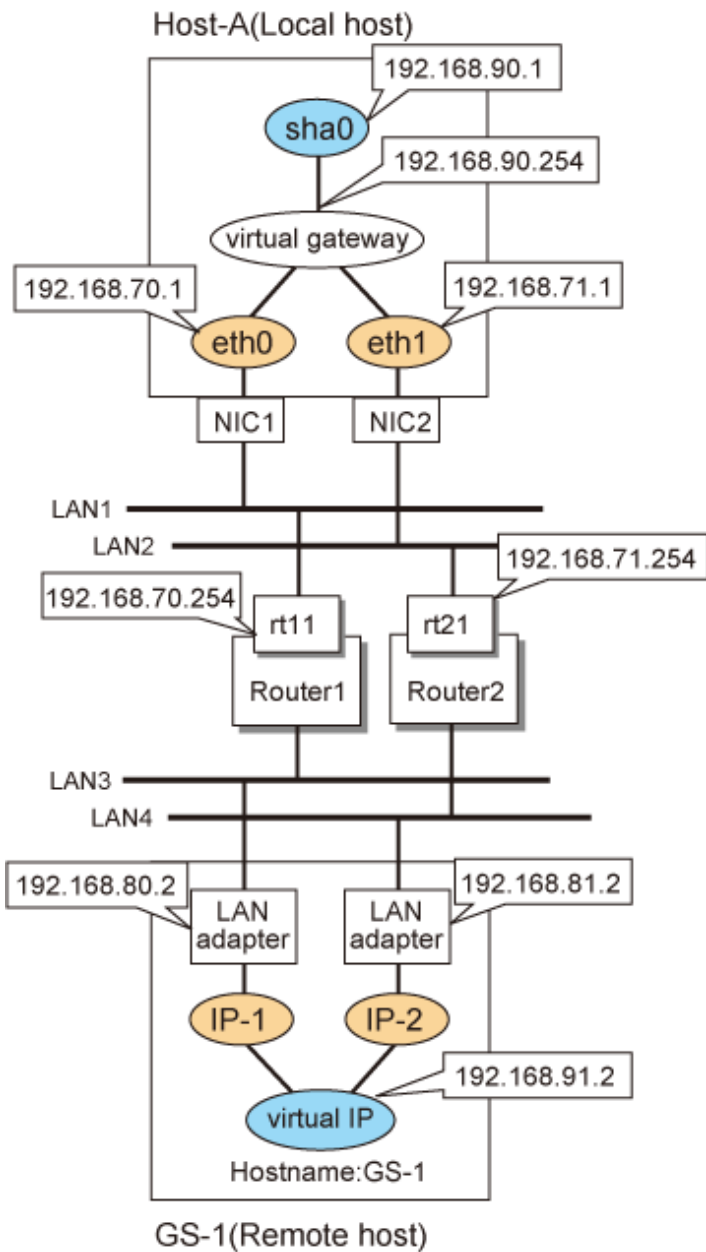 Host-A(Local host)
192.168.90.1
sha0
192.168.90.254
virtual gateway
192.168.70.1
192.168.71.1
eth0
eth1
NIC1
NIC2
LAN1
LAN2
192.168.71.254
192.168.70.254
rt11
rt21
Router1
Router2
LAN3
LAN4
192.168.80.2
192.168.81.2
LAN
adapter
LAN
adapter
IP-1
IP-2
192.168.91.2
virtual IP
Hostname:GS-1
GS-1(Remote host)